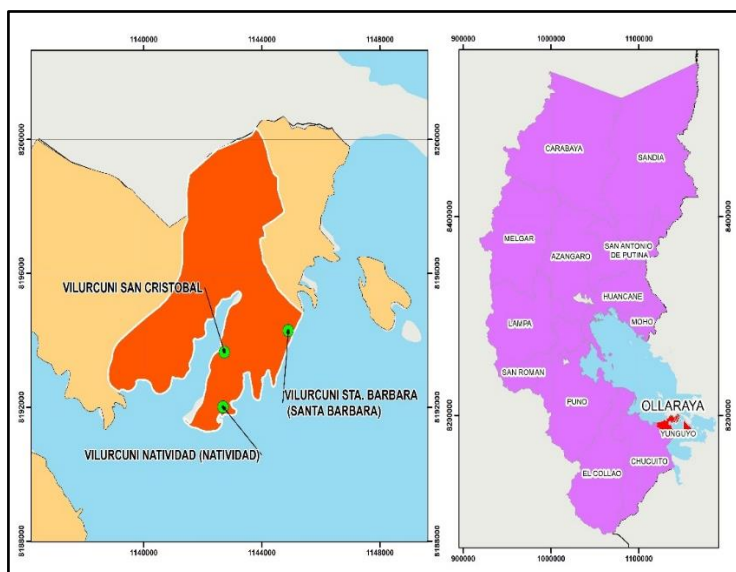 1140000 1144000 1148000
8200000
8196000
8192000
8188000
VILURCUNI SAN CRISTOBAL
VILURCUNI STA. BARBARA
(SANTA BARBARA)
VILURCUNI NATIVIDAD (NATIVIDAD)
8200000
8196000
8192000
8188000
1140000 1144000 1148000
900000 1000000 1100000
8400000
8200000
CARABAYA
SANDIA
MELGAR
AZANGARO
SAN ANTONIO
DE PUTINA
HUANCANE
LAMPA
MOHO
SAN ROMAN
PUNO
OLLARAYA
YUNGUYO
CHUCUITO
EL COLLAO
8400000
8200000
900000 1000000 1100000